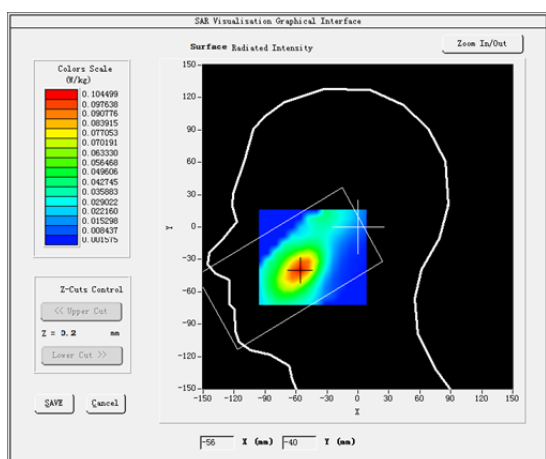 SAR Visualisation Graphical Interface
Surface Radiated Intensity
Zoom In/Out
Colors Scale
(W/kg)
0.104499
0.097638
0.090776
0.083915
0.077053
0.070191
0.063330
0.056468
0.049606
0.042745
0.035883
0.029022
0.022160
0.015298
0.008437
0.001575
150
120
90
60
30
0
-30
-60
-90
-120
-150
Y
-150 -120 -90 -60 -30 0 30 60 90 120 150
X
Z-Cuts Control
<< Upper Cut
Z = 0.2 mm
Lower Cut >>
SAVE Cancel
-56 X (mm) -40 Y (mm)